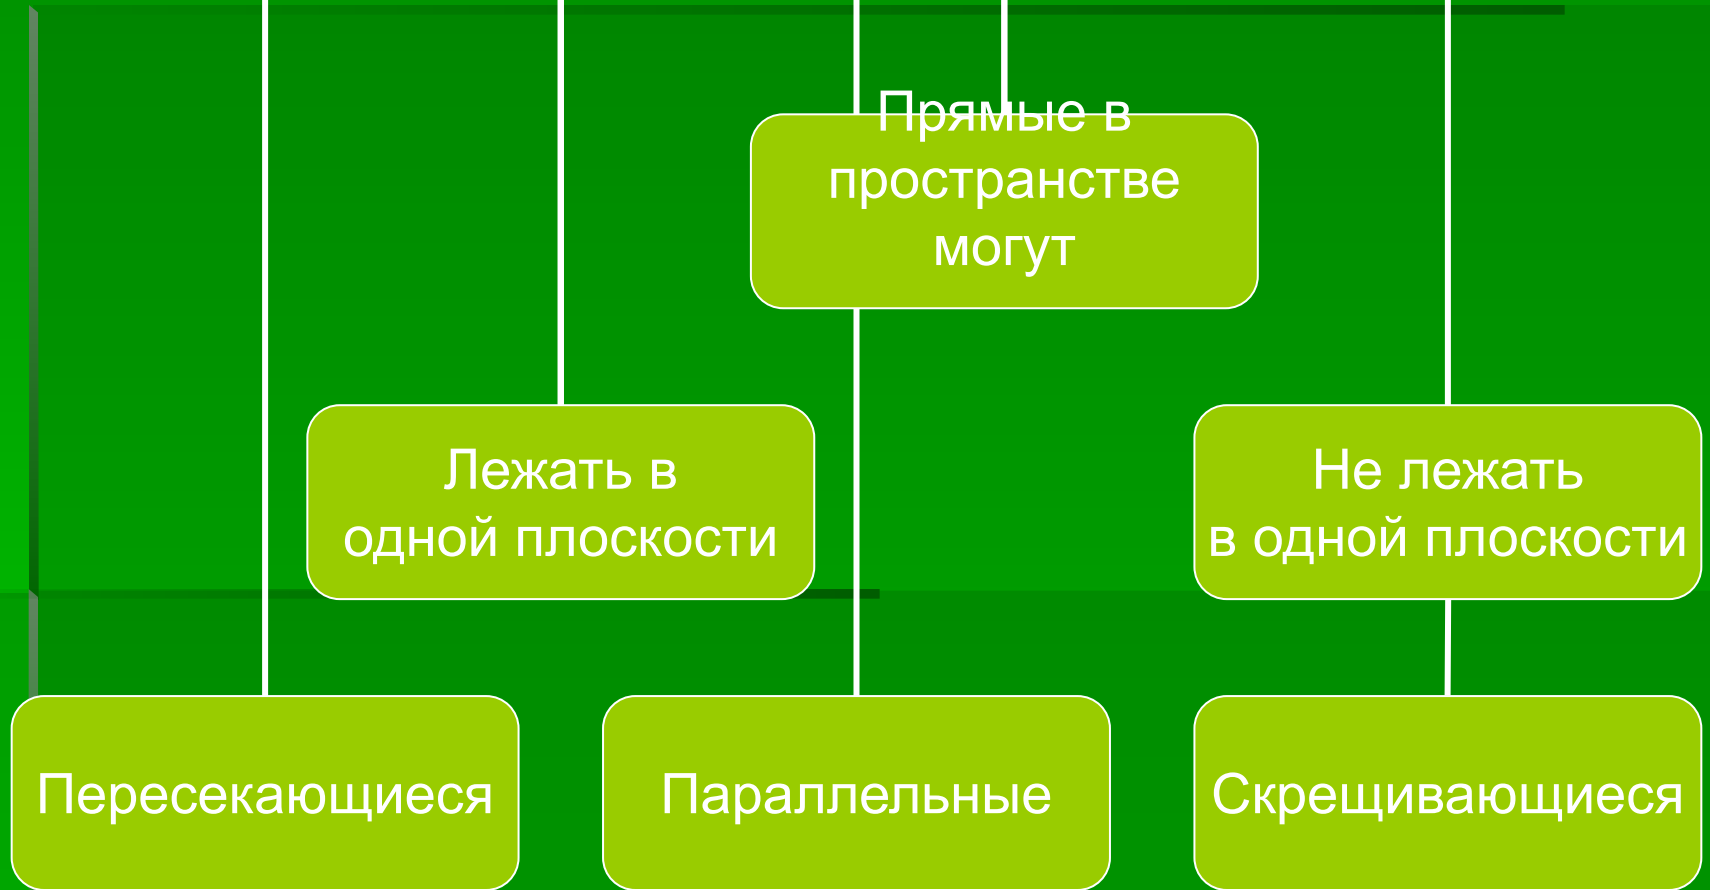 Прямые в
пространстве
могут
Лежать в
одной плоскости
Не лежать
в одной плоскости
Пересекающиеся
Параллельные
Скрещивающиеся